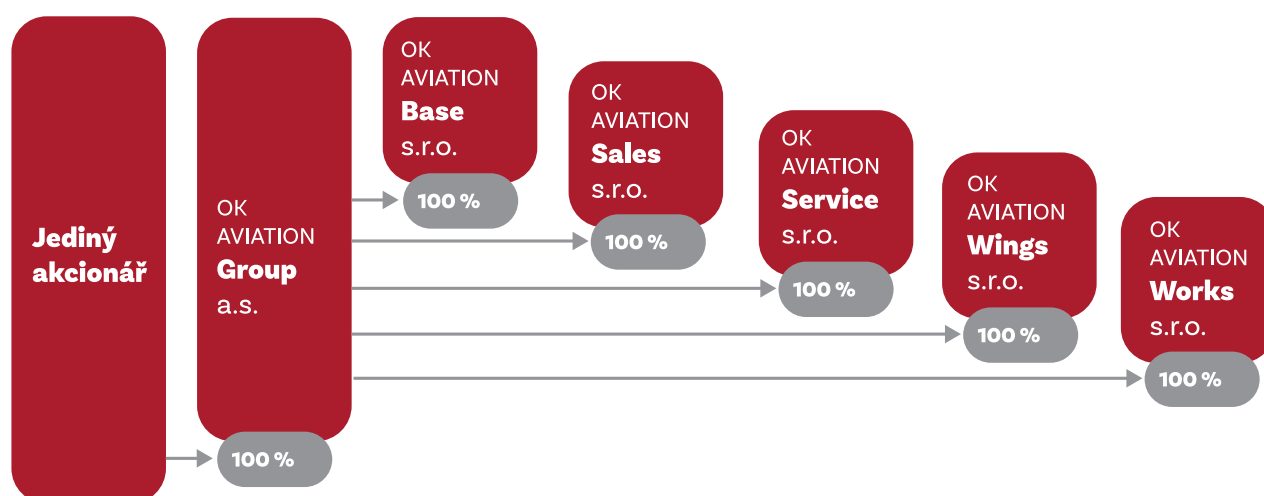 Jediný
akcionář
OK
AVIATION
Group
a.s.
100 %
OK
AVIATION
Base
s.r.o.
100 %
OK
AVIATION
Sales
s.r.o.
100 %
OK
AVIATION
Service
s.r.o.
100 %
OK
AVIATION
Wings
s.r.o.
100 %
OK
AVIATION
Works
s.r.o.
100 %